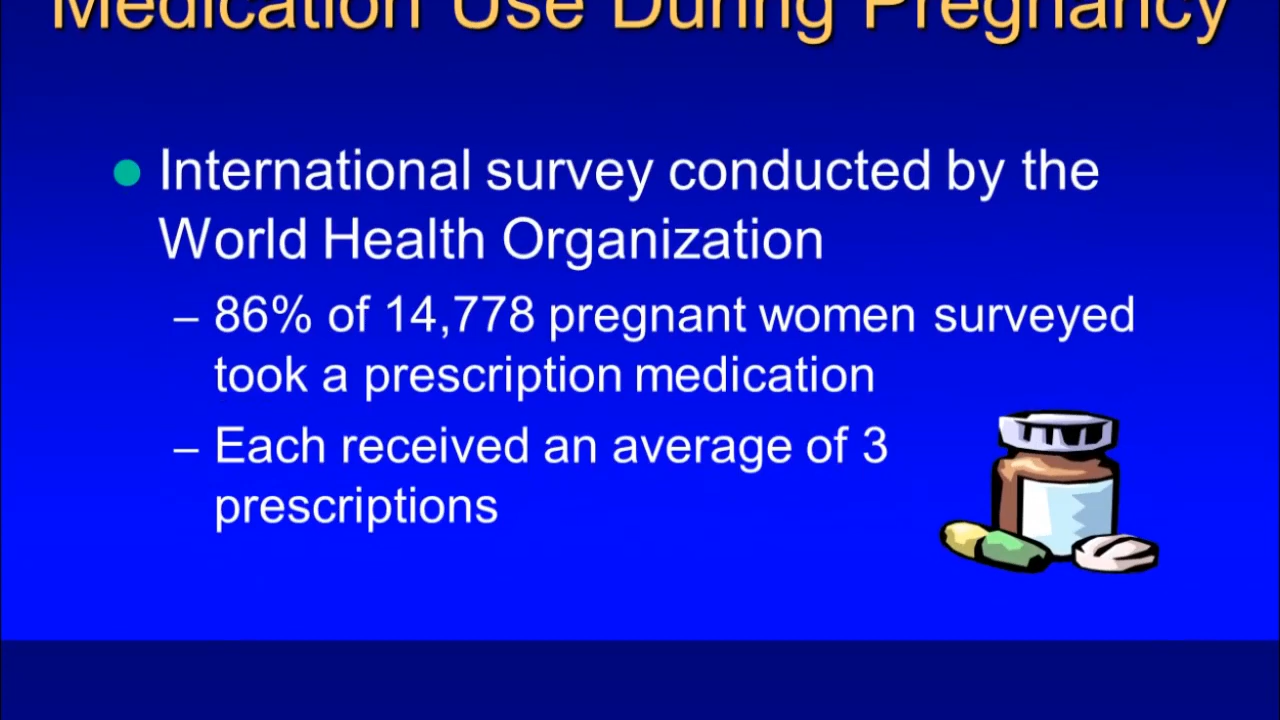 Medication Use During Pregnancy
International survey conducted by the
World Health Organization
– 86% of 14,778 pregnant women surveyed
took a prescription medication
– Each received an average of 3
prescriptions